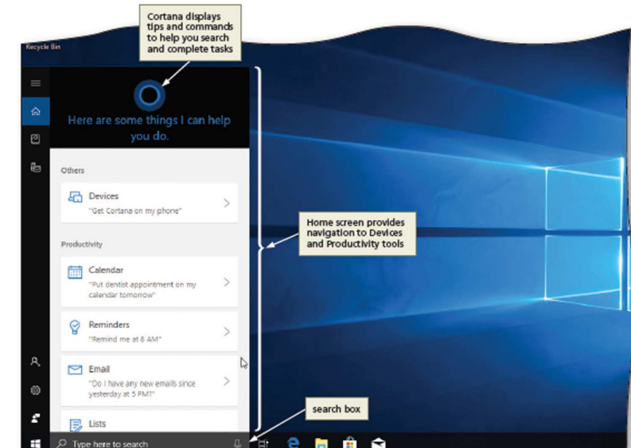 Cortana displays
tips and commands
to help you search
and complete tasks
Recycle Bin
Here are some things I can help
you do.
Others
Devices
"Get Cortana on my phone"
Home screen provides
navigation to Devices
and Productivity tools
Productivity
Calendar
"Put dentist appointment on my
calendar tomorrow"
Reminders
"Remind me at 8 AM"
Email
"Do I have any new emails since
yesterday at 5 PM?"
search box
Lists
Type here to search